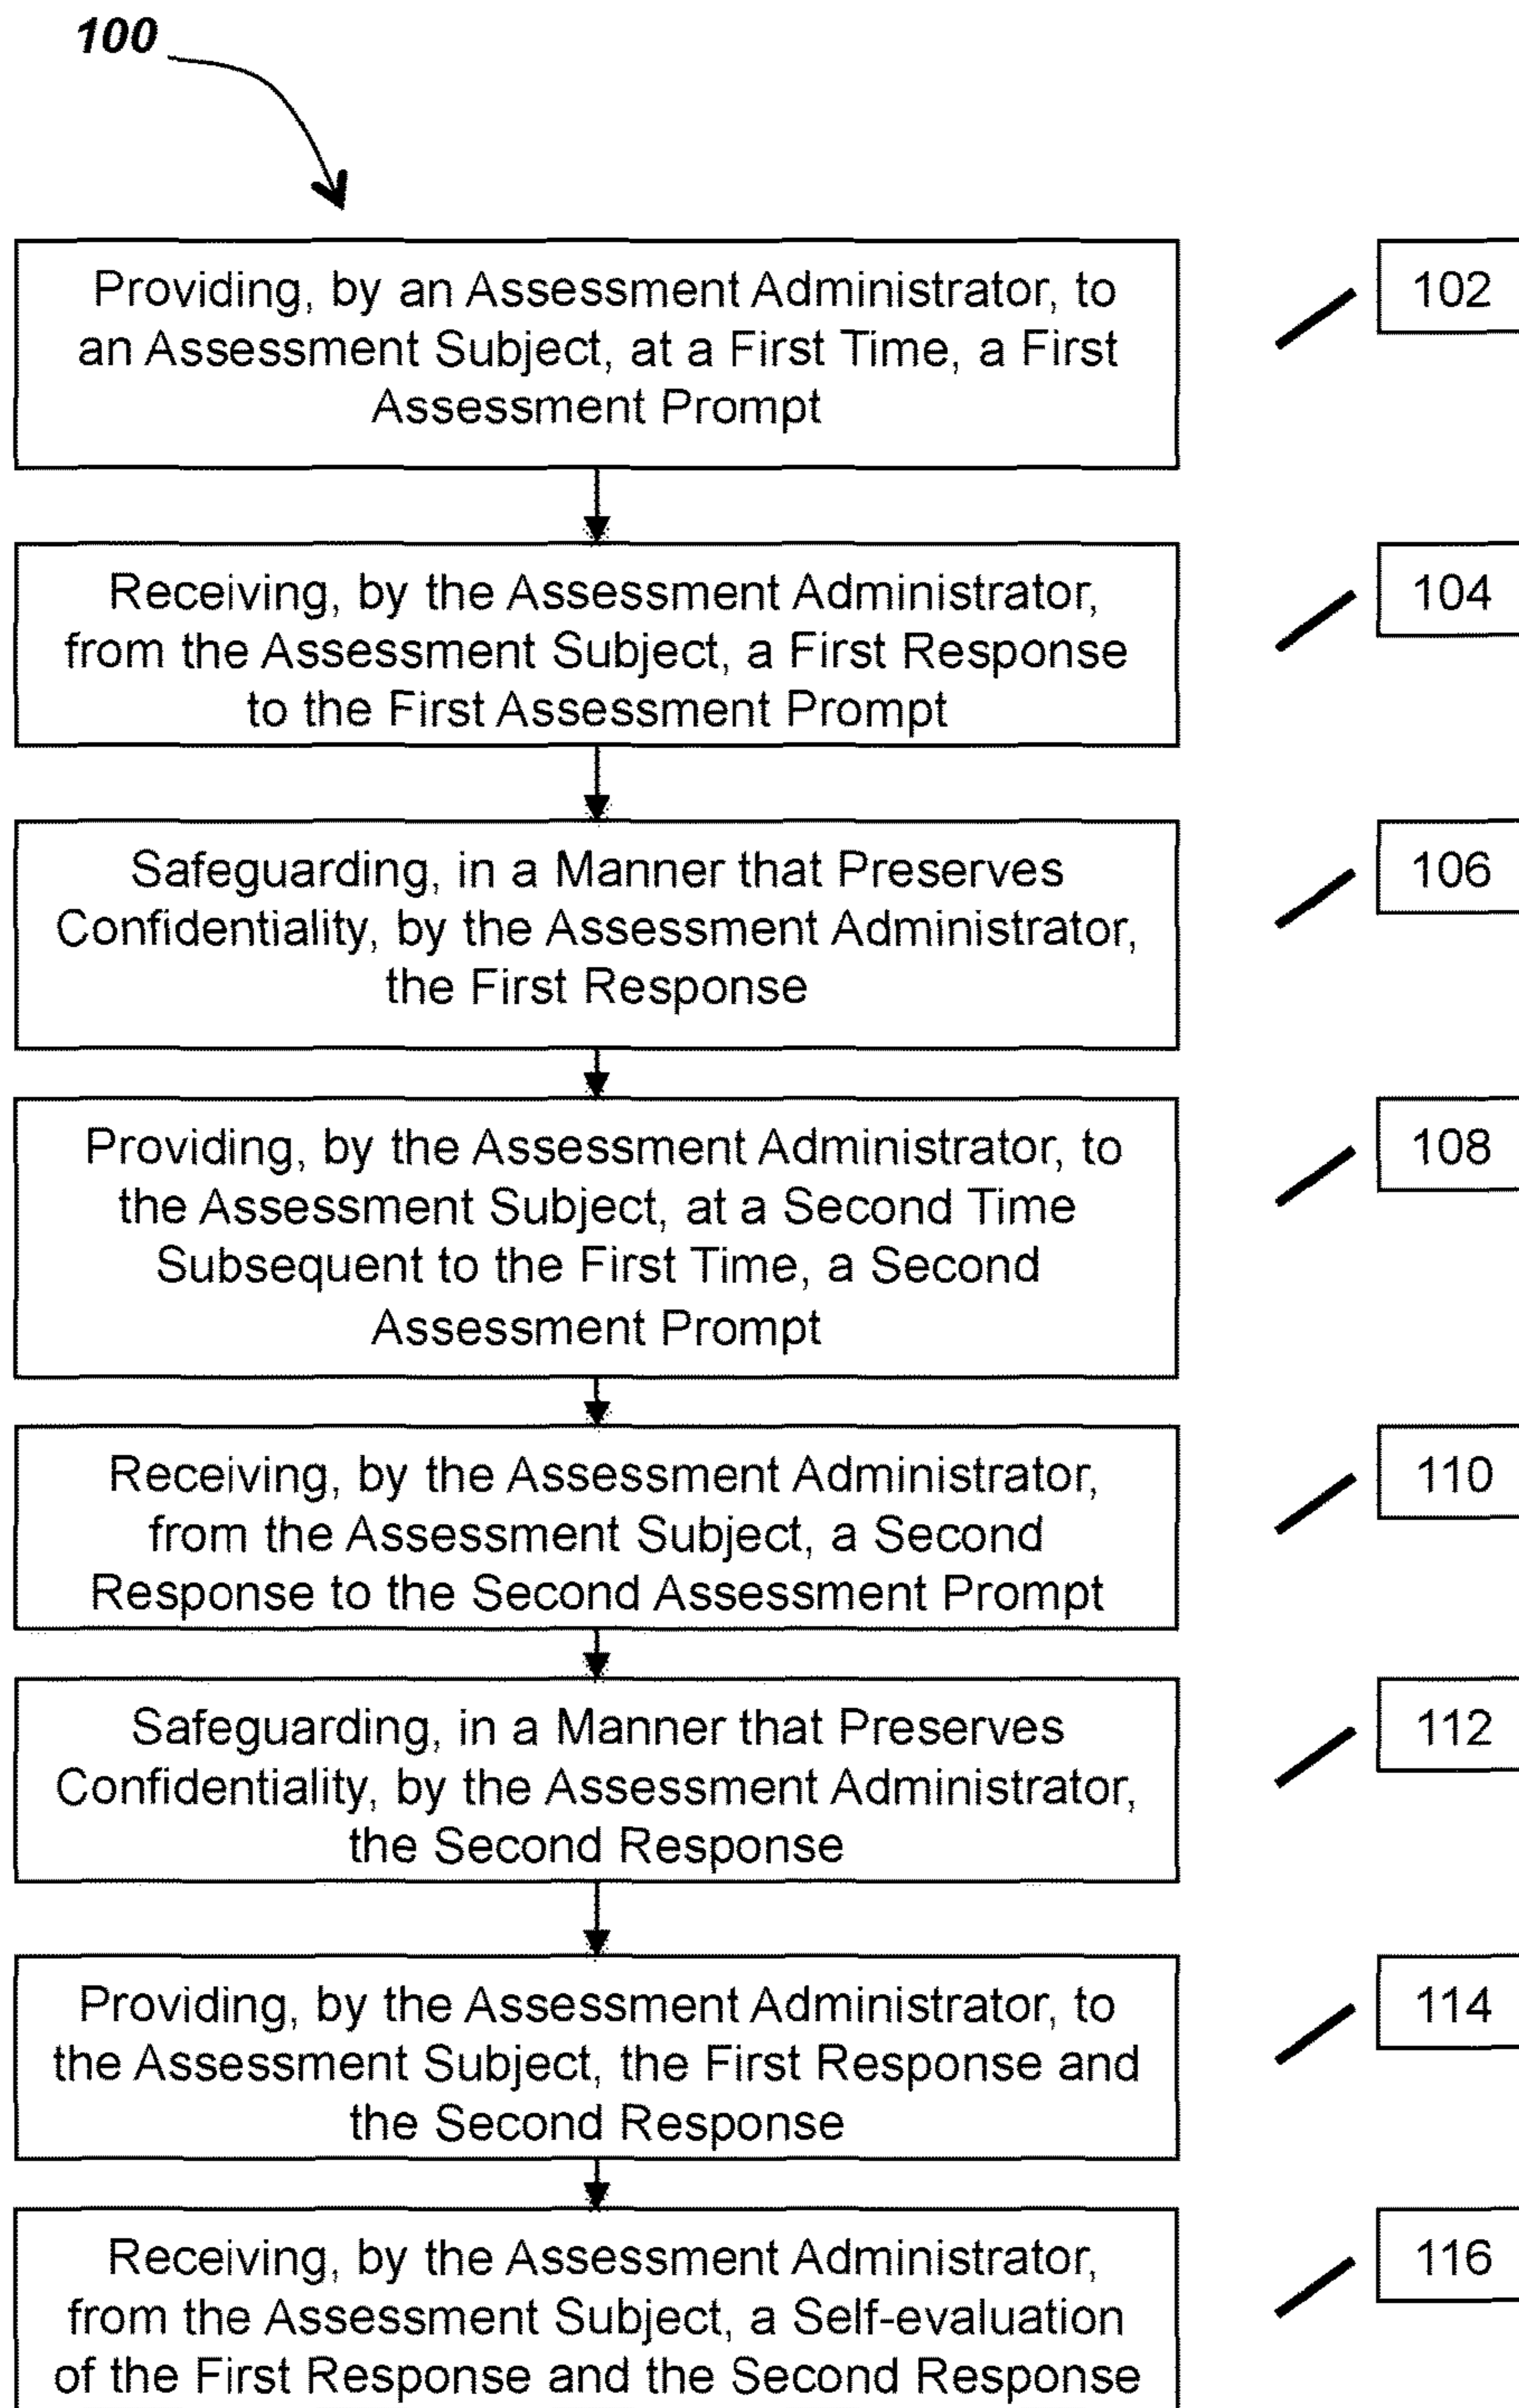 100
Providing, by an Assessment Administrator, to
an Assessment Subject, at a First Time, a First
Assessment Prompt
102
Receiving, by the Assessment Administrator,
from the Assessment Subject, a First Response
to the First Assessment Prompt
104
Safeguarding, in a Manner that Preserves
Confidentiality, by the Assessment Administrator,
the First Response
106
Providing, by the Assessment Administrator, to
the Assessment Subject, at a Second Time
Subsequent to the First Time, a Second
Assessment Prompt
108
Receiving, by the Assessment Administrator,
from the Assessment Subject, a Second
Response to the Second Assessment Prompt
110
Safeguarding, in a Manner that Preserves
Confidentiality, by the Assessment Administrator,
the Second Response
112
Providing, by the Assessment Administrator, to
the Assessment Subject, the First Response and
the Second Response
114
Receiving, by the Assessment Administrator,
from the Assessment Subject, a Self-evaluation
of the First Response and the Second Response
116